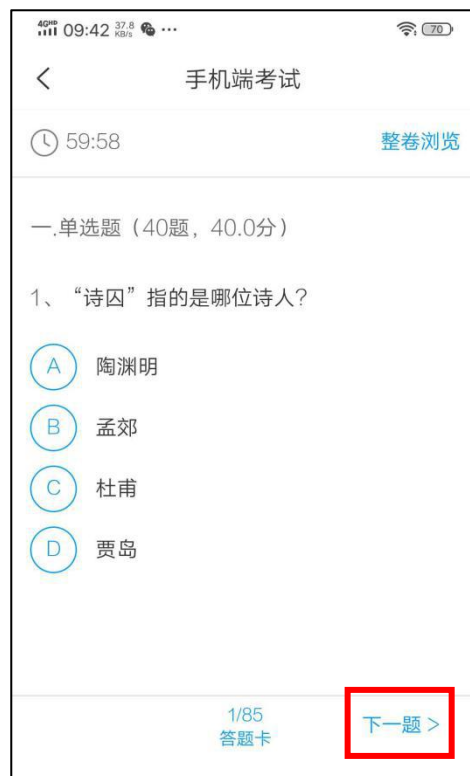 4GHD 09:42 37.8 KB/s ··· 70
< 手机端考试
59:58 整卷浏览
一.单选题（40题，40.0分）
1、“诗囚”指的是哪位诗人?
A 陶渊明
B 孟郊
C 杜甫
D 贾岛
1/85
答题卡
下一题 >